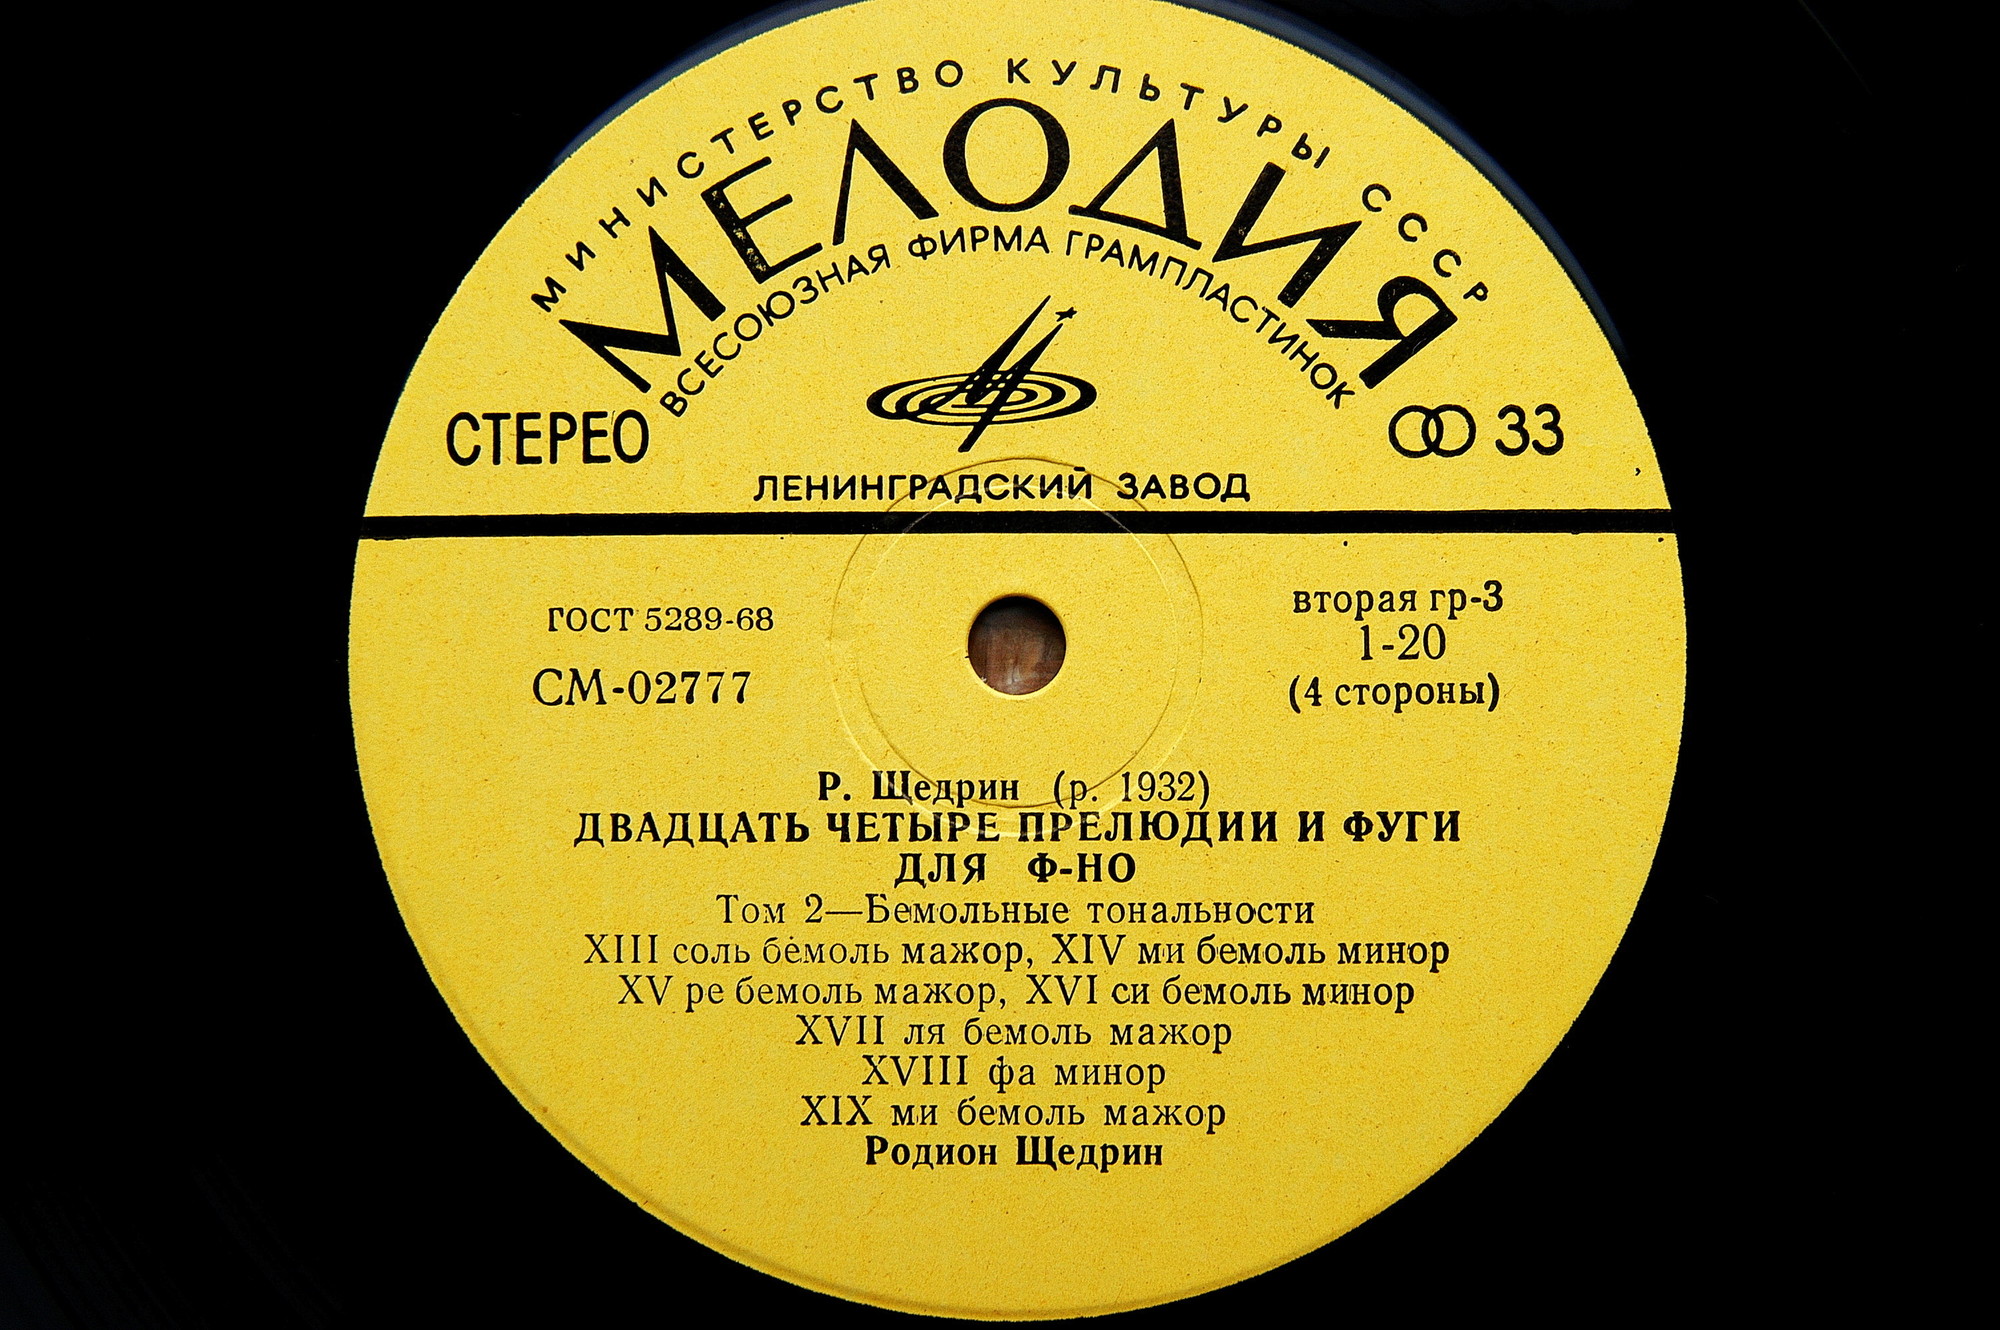 МИНИСТЕРСТВО КУЛЬТУРЫ СССР
МЕЛОДИЯ
ВСЕСОЮЗНАЯ ФИРМА ГРАМПЛАСТИНОК
СТЕРЕО
33
ЛЕНИНГРАДСКИЙ ЗАВОД
ГОСТ 5289-68
СМ-02777
вторая гр-3
1-20
(4 стороны)
Р. Щедрин (р. 1932)
ДВАДЦАТЬ ЧЕТЫРЕ ПРЕЛЮДИИ И ФУГИ
ДЛЯ Ф-НО
Том 2—Бемольные тональности
XIII соль бемоль мажор, XIV ми бемоль минор
XV ре бемоль мажор, XVI си бемоль минор
XVII ля бемоль мажор
XVIII фа минор
XIX ми бемоль мажор
Родион Щедрин